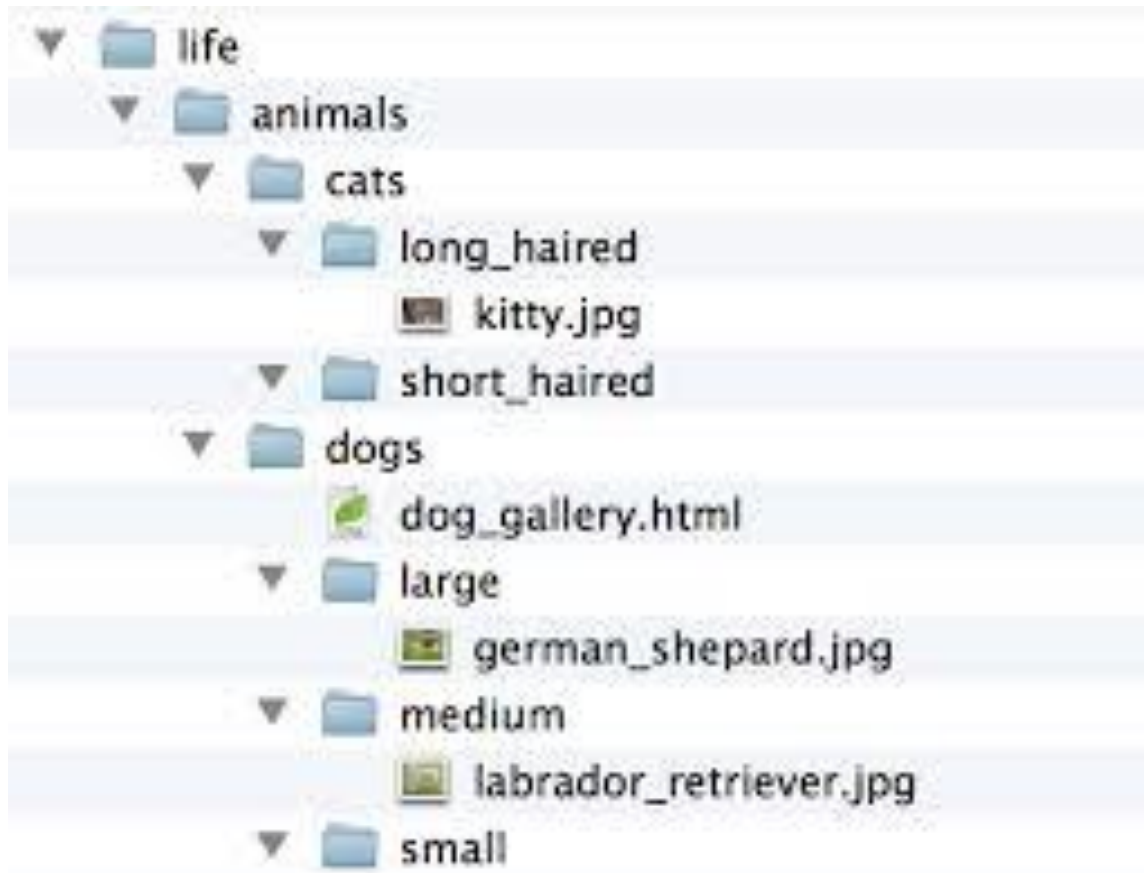 life
animals
cats
long_haired
kitty.jpg
short_haired
dogs
dog_gallery.html
large
german_shepard.jpg
medium
labrador_retriever.jpg
small